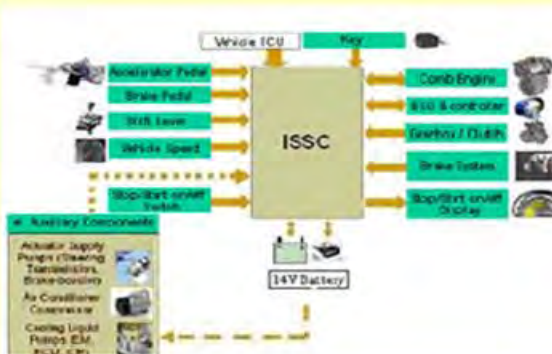 Vehicle ECU
Key
Accelerator Pedal
Brake Pedal
Shift Lever
Vehicle Speed
Stop/Start on/off
Switch
ISSC
Comb Engine
& controller
Gearbox / Clutch
Brake System
Stop/Start on/off
Display
14V Battery
Auxiliary Components
Actuator Supply
Pumps (Steering
Transmission,
Brake-booster)
Air Conditioner
Compressor
Cooling Liquid
Pumps